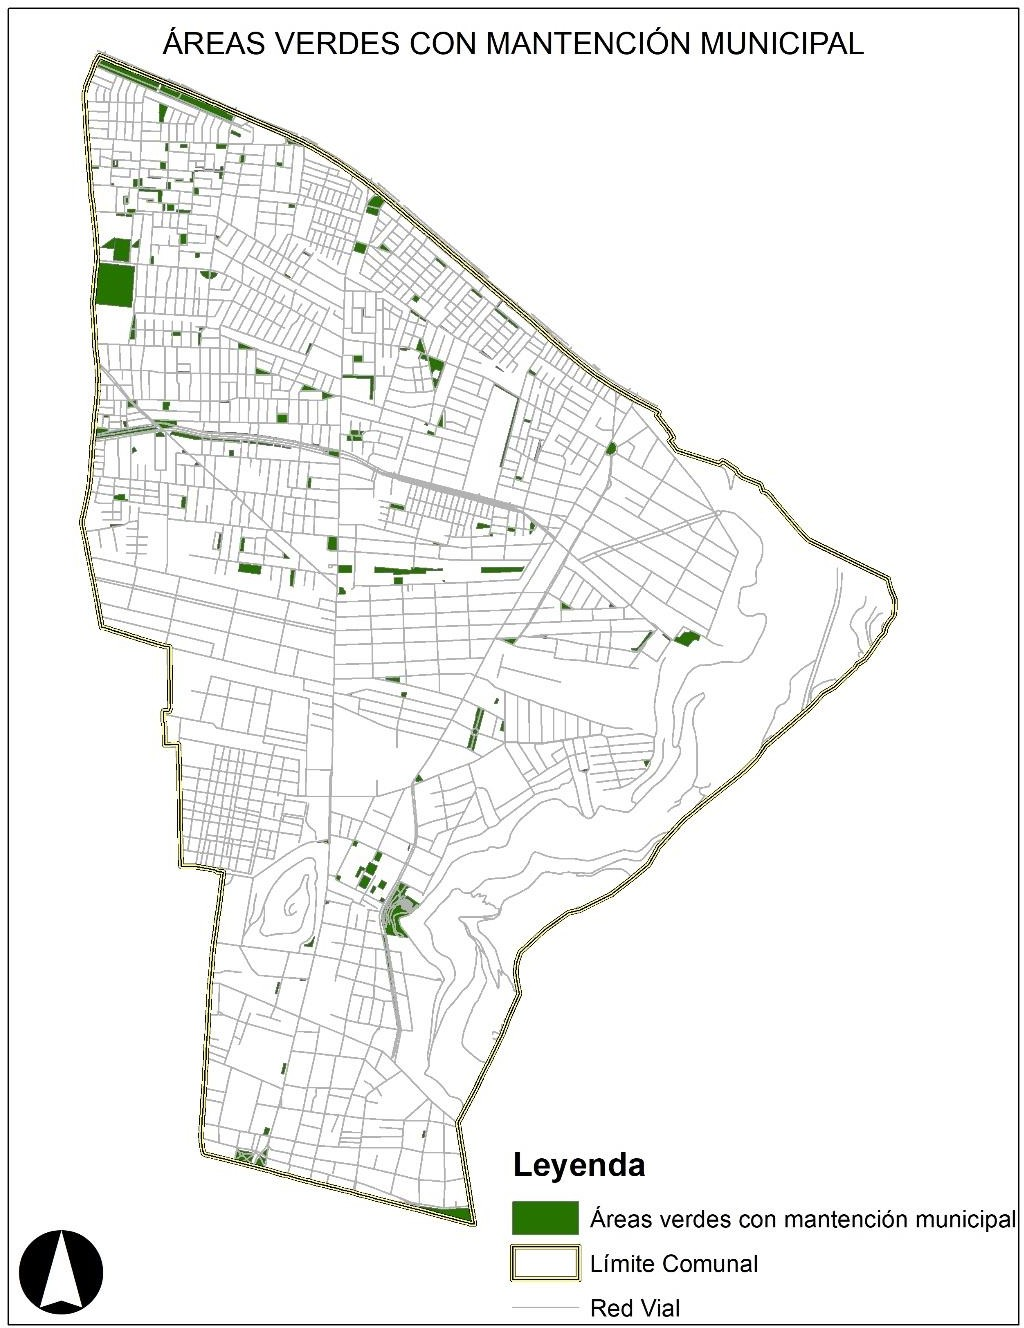 ÁREAS VERDES CON MANTENCIÓN MUNICIPAL
Leyenda
Áreas verdes con mantención municipal
Límite Comunal
Red Vial